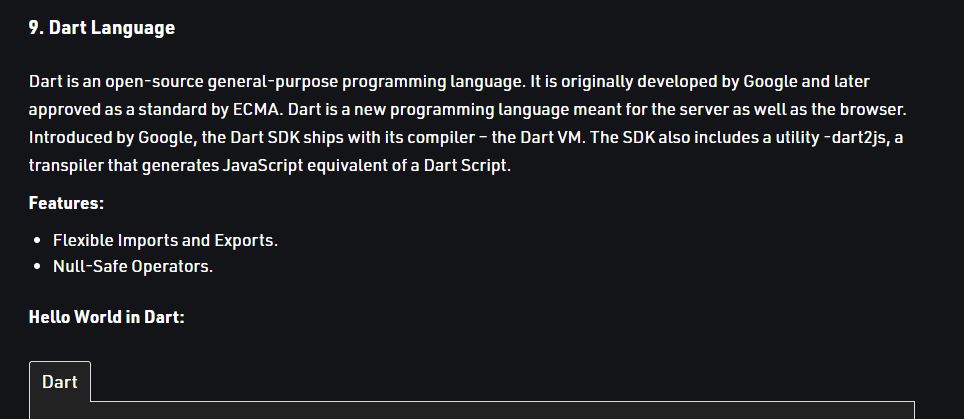 9. Dart Language
Dart is an open-source general-purpose programming language. It is originally developed by Google and later
approved as a standard by ECMA. Dart is a new programming language meant for the server as well as the browser.
Introduced by Google, the Dart SDK ships with its compiler – the Dart VM. The SDK also includes a utility -dart2js, a
transpiler that generates JavaScript equivalent of a Dart Script.
Features:
• Flexible Imports and Exports.
• Null-Safe Operators.
Hello World in Dart:
Dart